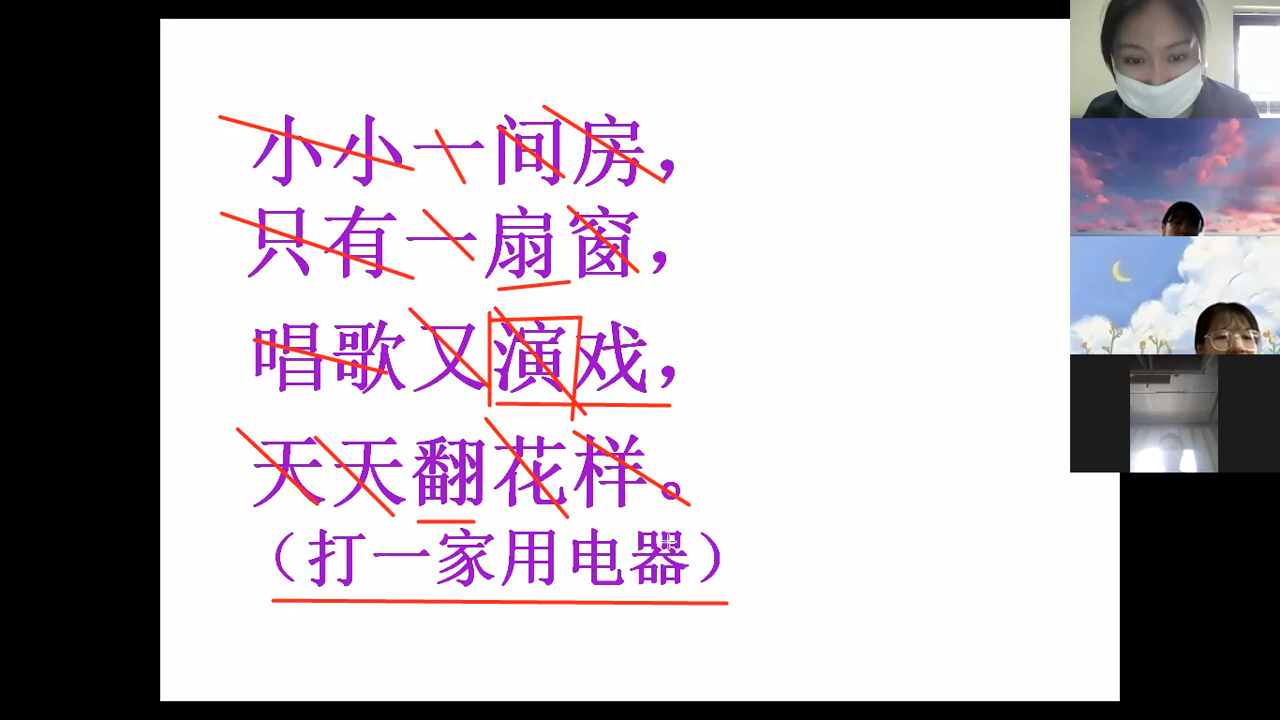 小小一间房，
只有一扇窗，
唱歌又演戏，
天天翻花样。
（打一家用电器）